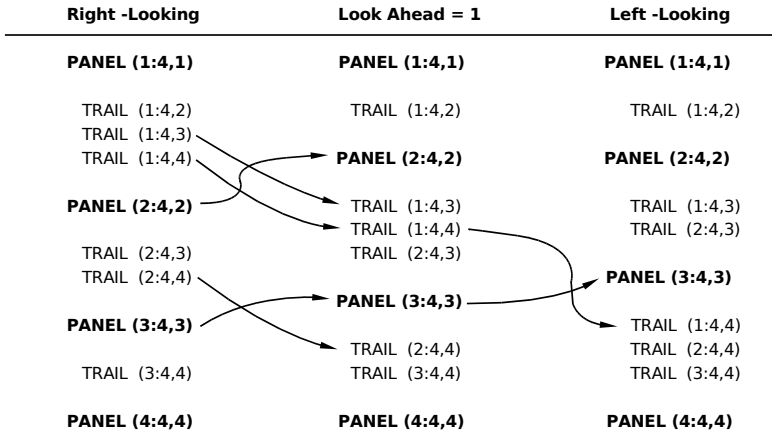 Right -Looking Look Ahead = 1 Left -Looking
PANEL (1:4,1) PANEL (1:4,1) PANEL (1:4,1)
TRAIL (1:4,2) TRAIL (1:4,2) TRAIL (1:4,2)
TRAIL (1:4,3)
TRAIL (1:4,4) PANEL (2:4,2) PANEL (2:4,2)
PANEL (2:4,2) TRAIL (1:4,3) TRAIL (1:4,3)
TRAIL (1:4,4) TRAIL (2:4,3)
TRAIL (2:4,3) TRAIL (2:4,3)
TRAIL (2:4,4) PANEL (3:4,3)
PANEL (3:4,3)
PANEL (3:4,3) TRAIL (1:4,4)
TRAIL (2:4,4) TRAIL (2:4,4)
TRAIL (3:4,4) TRAIL (3:4,4) TRAIL (3:4,4)
PANEL (4:4,4) PANEL (4:4,4) PANEL (4:4,4)